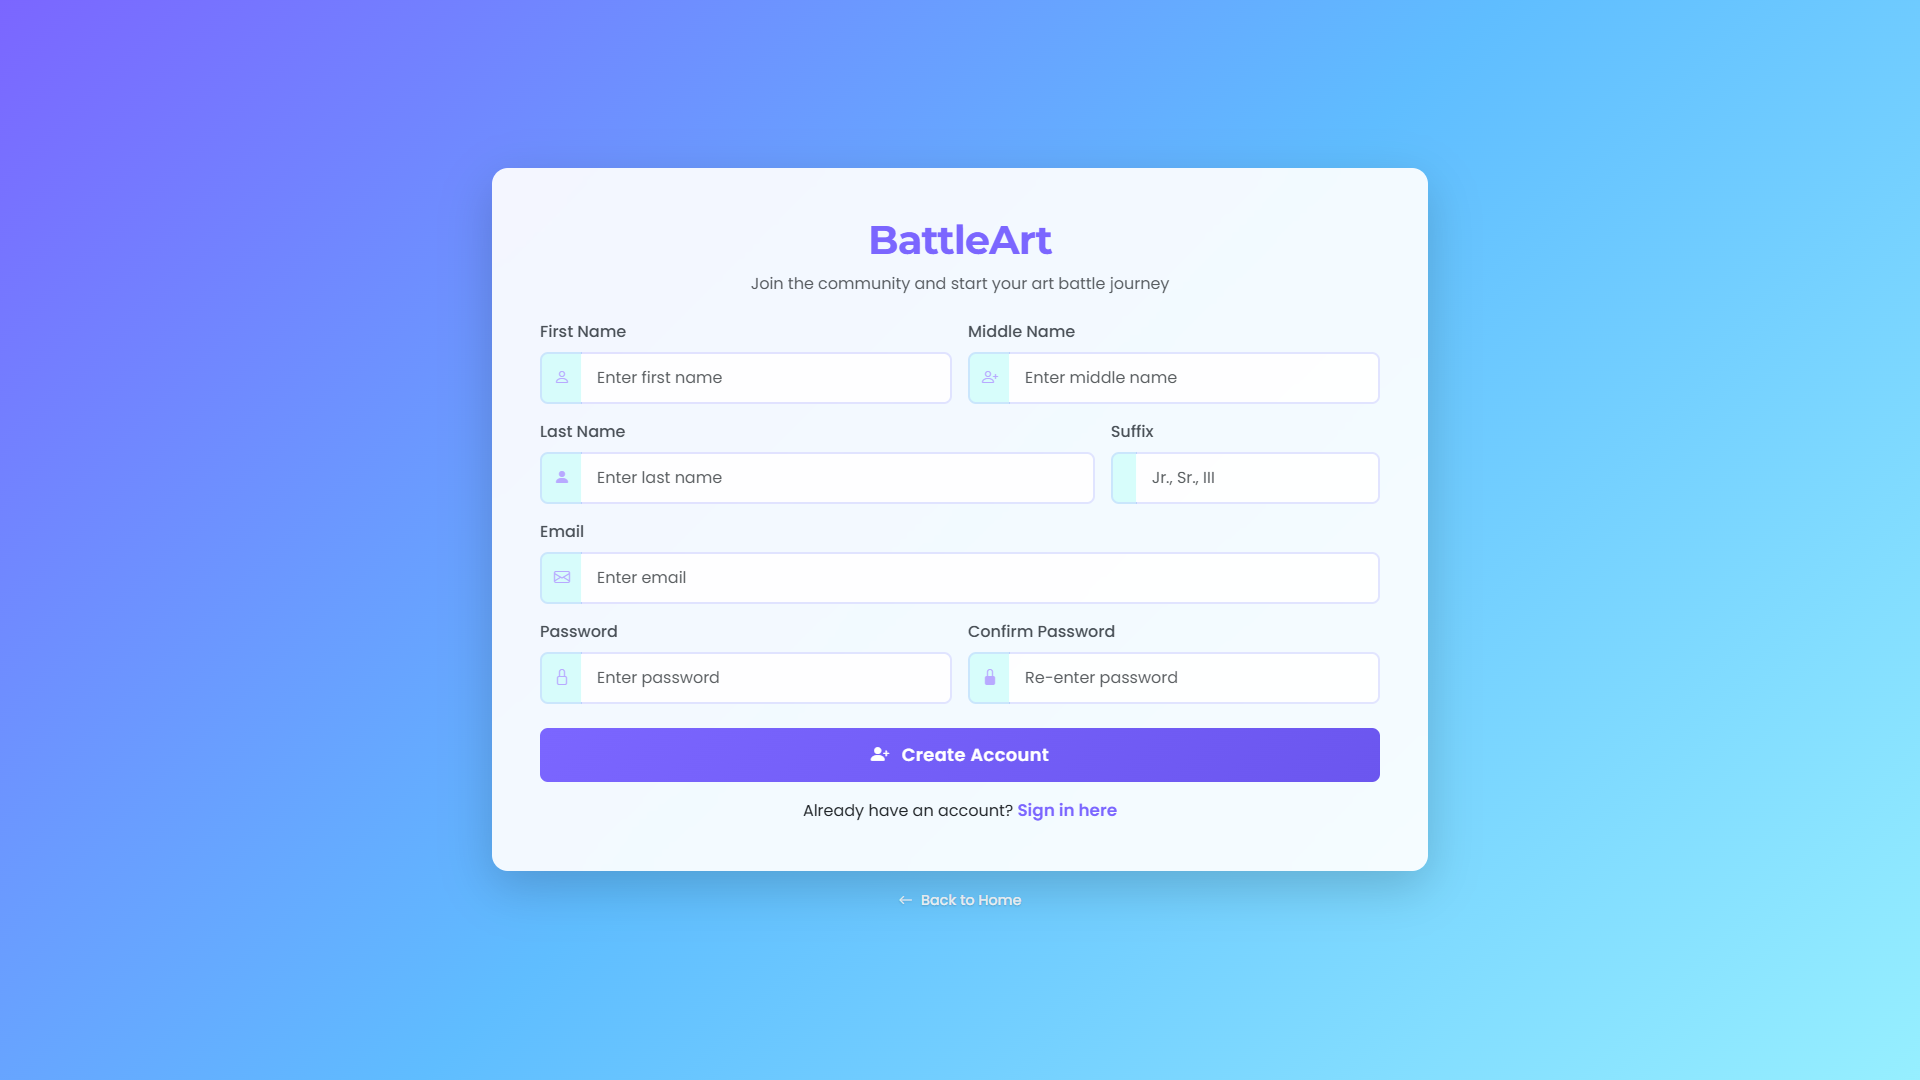 BattleArt
Join the community and start your art battle journey
First Name
Middle Name
Enter first name
Enter middle name
Last Name
Suffix
Enter last name
Jr., Sr., III
Email
Enter email
Password
Confirm Password
Enter password
Re-enter password
Create Account
Already have an account? Sign in here
Back to Home